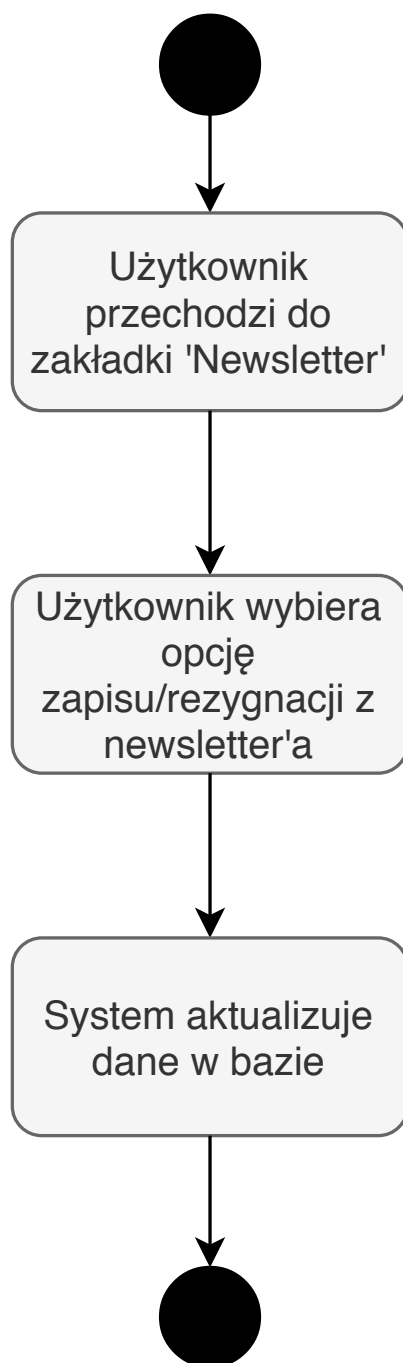 Użytkownik
przechodzi do
zakładki 'Newsletter'
Użytkownik wybiera
opcję
zapisu/rezygnacji z
newsletter'a
System aktualizuje
dane w bazie